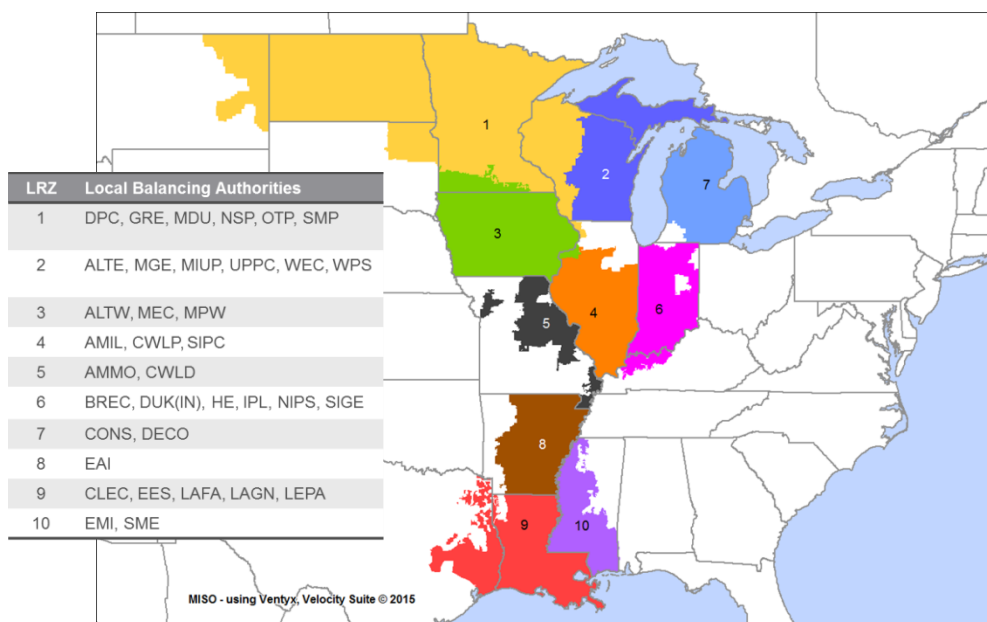 LRZ Local Balancing Authorities
1 DPC, GRE, MDU, NSP, OTP, SMP
2 ALTE, MGE, MIUP, UPPC, WEC, WPS
3 ALTW, MEC, MPW
4 AMIL, CWLP, SIPC
5 AMMO, CWLD
6 BREC, DUK(IN), HE, IPL, NIPS, SIGE
7 CONS, DECO
8 EAI
9 CLEC, EES, LAFA, LAGN, LEPA
10 EMI, SME
1
2
7
3
6
4
5
8
9
10
MISO - using Ventyx, Velocity Suite © 2015